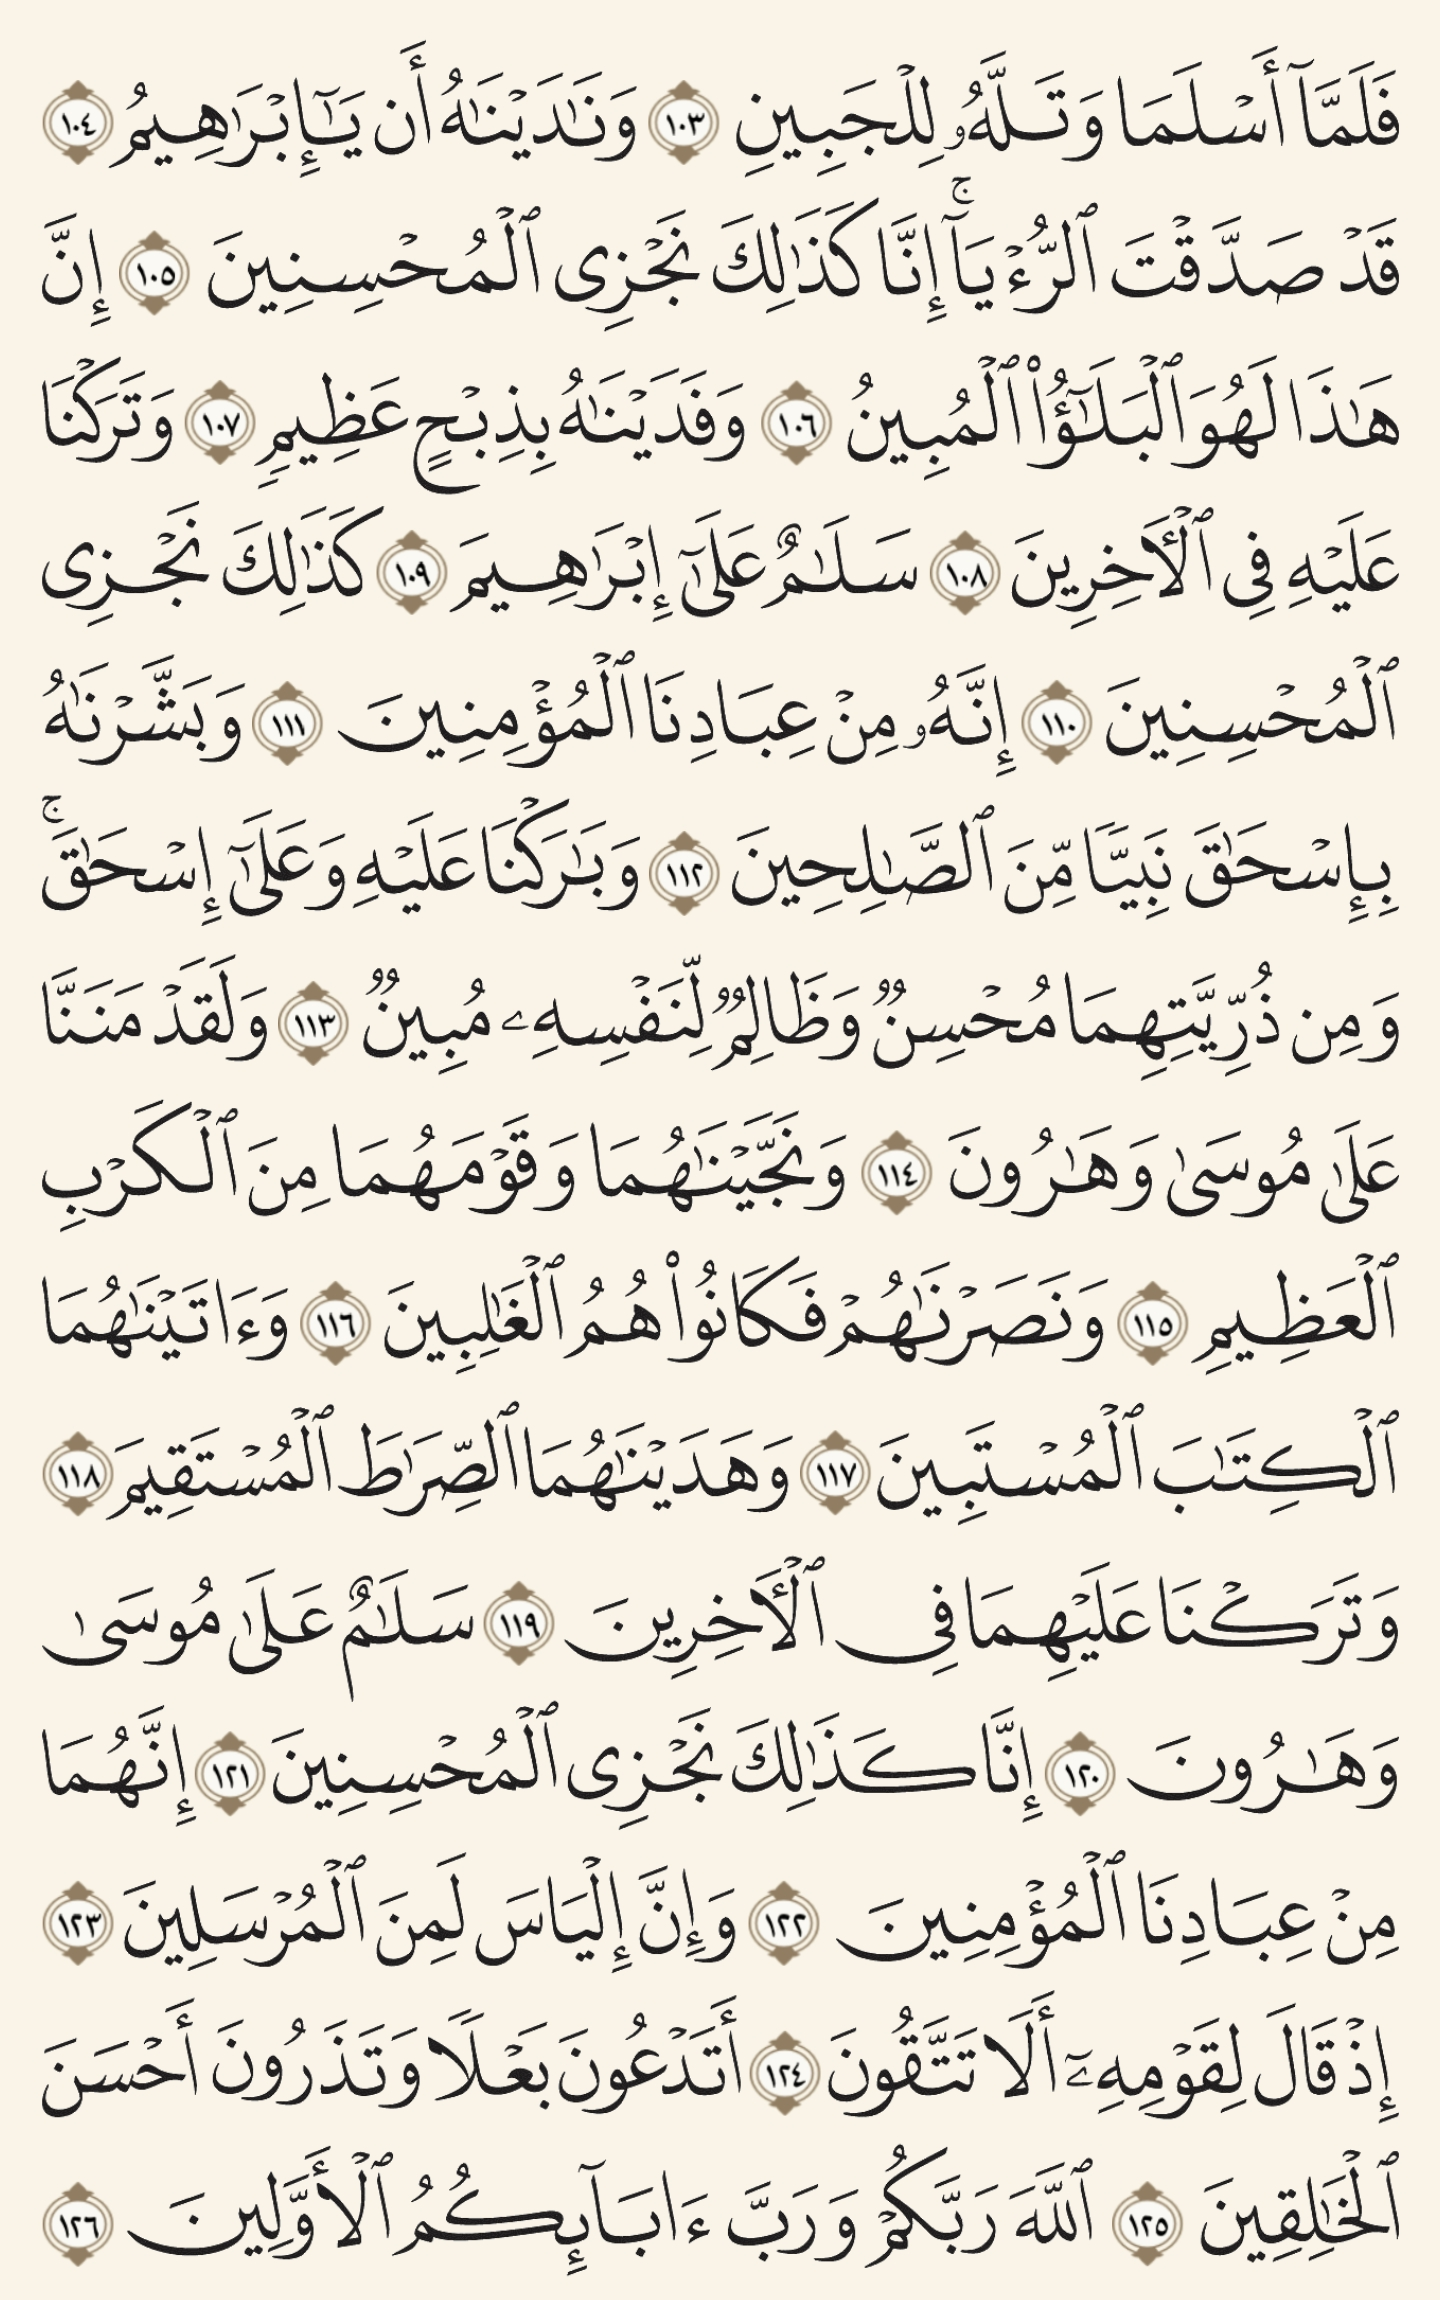 فَلَمَّآ أَسْلَمَا وَتَلَّهُۥ لِلْجَبِينِ ١٠٣ وَنَٰدَيْنَٰهُ أَن يَٰٓإِبْرَٰهِيمُ ١٠٤
قَدْ صَدَّقْتَ ٱلرُّءْيَآ ۚ إِنَّا كَذَٰلِكَ نَجْزِى ٱلْمُحْسِنِينَ ١٠٥ إِنَّ
هَٰذَا لَهُوَ ٱلْبَلَٰٓؤُا۟ ٱلْمُبِينُ ١٠٦ وَفَدَيْنَٰهُ بِذِبْحٍ عَظِيمٍ ١٠٧ وَتَرَكْنَا
عَلَيْهِ فِى ٱلْءَاخِرِينَ ١٠٨ سَلَٰمٌ عَلَىٰٓ إِبْرَٰهِيمَ ١٠٩ كَذَٰلِكَ نَجْزِى
ٱلْمُحْسِنِينَ ١١٠ إِنَّهُۥ مِنْ عِبَادِنَا ٱلْمُؤْمِنِينَ ١١١ وَبَشَّرْنَٰهُ
بِإِسْحَٰقَ نَبِيًّا مِّنَ ٱلصَّٰلِحِينَ ١١٢ وَبَٰرَكْنَا عَلَيْهِ وَعَلَىٰٓ إِسْحَٰقَ ۚ
وَمِن ذُرِّيَّتِهِمَا مُحْسِنٌ وَظَالِمٌ لِّنَفْسِهِۦ مُبِينٌ ١١٣ وَلَقَدْ مَنَنَّا
عَلَىٰ مُوسَىٰ وَهَٰرُونَ ١١٤ وَنَجَّيْنَٰهُمَا وَقَوْمَهُمَا مِنَ ٱلْكَرْبِ
ٱلْعَظِيمِ ١١٥ وَنَصَرْنَٰهُمْ فَكَانُوا۟ هُمُ ٱلْغَٰلِبِينَ ١١٦ وَءَاتَيْنَٰهُمَا
ٱلْكِتَٰبَ ٱلْمُسْتَبِينَ ١١٧ وَهَدَيْنَٰهُمَا ٱلصِّرَٰطَ ٱلْمُسْتَقِيمَ ١١٨
وَتَرَكْنَا عَلَيْهِمَا فِى ٱلْءَاخِرِينَ ١١٩ سَلَٰمٌ عَلَىٰ مُوسَىٰ
وَهَٰرُونَ ١٢٠ إِنَّا كَذَٰلِكَ نَجْزِى ٱلْمُحْسِنِينَ ١٢١ إِنَّهُمَا
مِنْ عِبَادِنَا ٱلْمُؤْمِنِينَ ١٢٢ وَإِنَّ إِلْيَاسَ لَمِنَ ٱلْمُرْسَلِينَ ١٢٣
إِذْ قَالَ لِقَوْمِهِۦٓ أَلَا تَتَّقُونَ ١٢٤ أَتَدْعُونَ بَعْلًا وَتَذَرُونَ أَحْسَنَ
ٱلْخَٰلِقِينَ ١٢٥ ٱللَّهَ رَبَّكُمْ وَرَبَّ ءَابَآئِكُمُ ٱلْأَوَّلِينَ ١٢٦